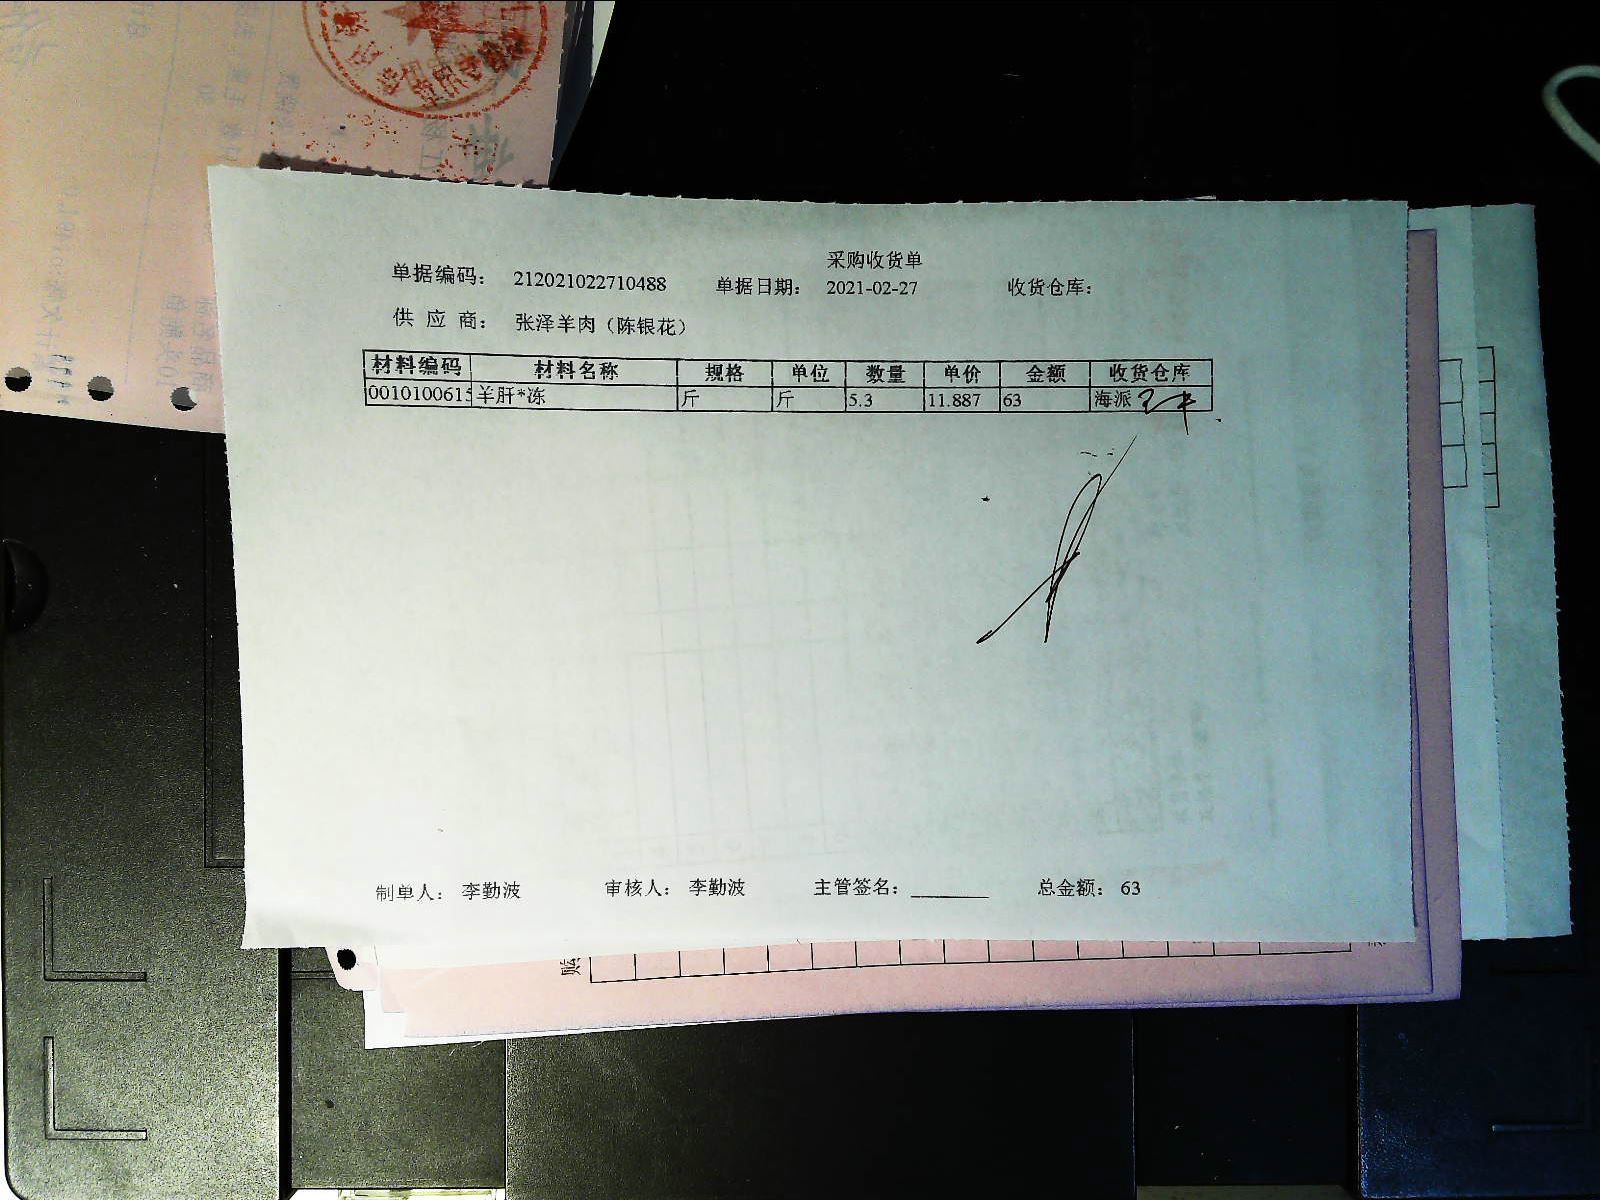 采购收货单
单据编码： 212021022710488 单据日期： 2021-02-27 收货仓库：
供 应 商： 张泽羊肉（陈银花）
材料编码 材料名称 规格 单位 数量 单价 金额 收货仓库
0010100615 羊肝*冻 斤 斤 5.3 11.887 63 海派
制单人： 李勤波 审核人： 李勤波 主管签名： 总金额： 63